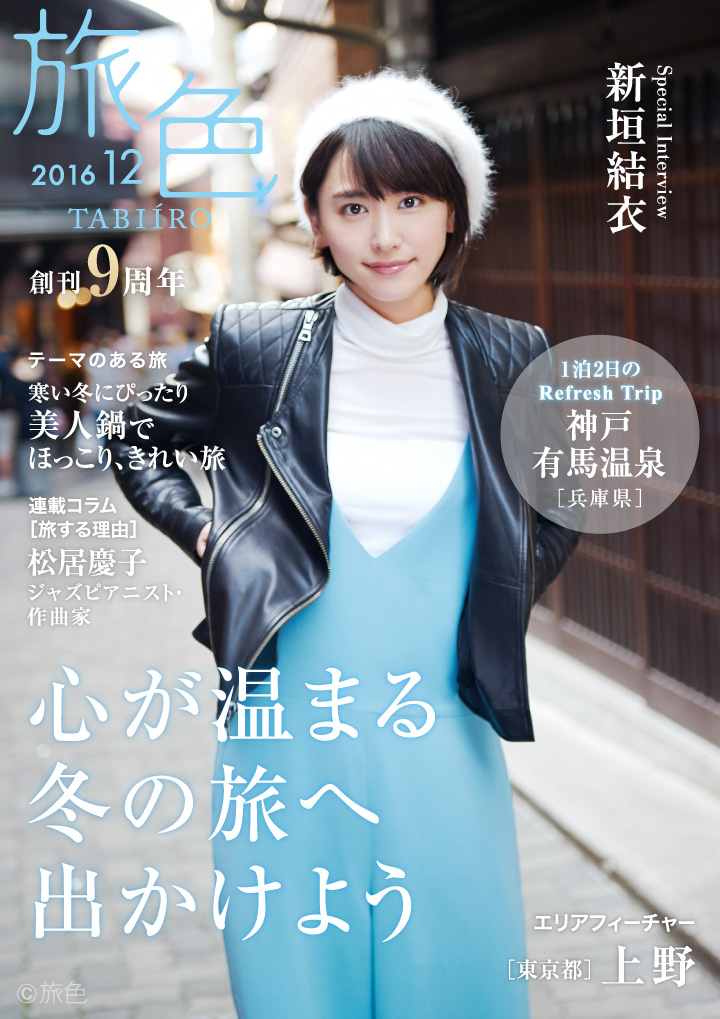 旅色
2016 12
TABIÍRO
創刊9周年
Special Interview
新垣結衣
テーマのある旅
寒い冬にぴったり
美人鍋で
ほっこり、きれい旅
連載コラム
[旅する理由]
松居慶子
ジャズピアニスト・
作曲家
1泊2日の
Refresh Trip
神戸
有馬温泉
[兵庫県]
心が温まる
冬の旅へ
出かけよう
エリアフィーチャー
[東京都] 上野
©旅色